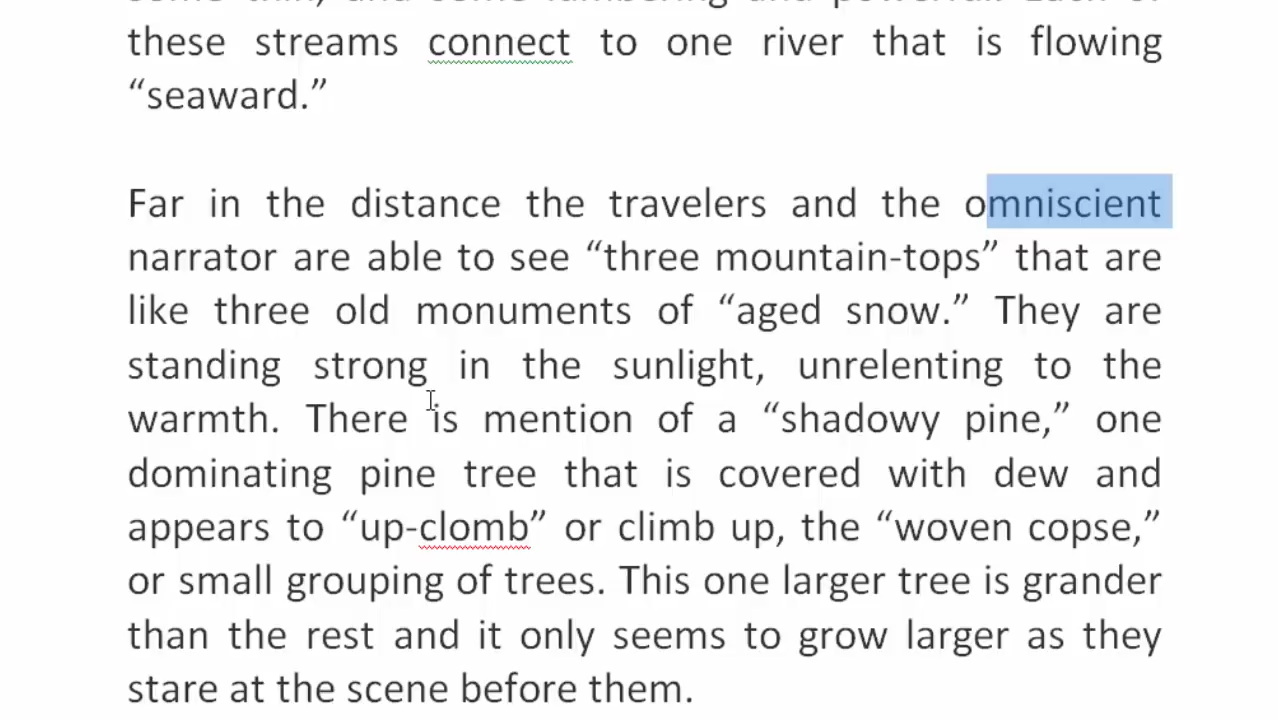 these streams connect to one river that is flowing
“seaward.”
Far in the distance the travelers and the omniscient
narrator are able to see “three mountain-tops” that are
like three old monuments of “aged snow.” They are
standing strong in the sunlight, unrelenting to the
warmth. There is mention of a “shadowy pine,” one
dominating pine tree that is covered with dew and
appears to “up-clomb” or climb up, the “woven copse,”
or small grouping of trees. This one larger tree is grander
than the rest and it only seems to grow larger as they
stare at the scene before them.